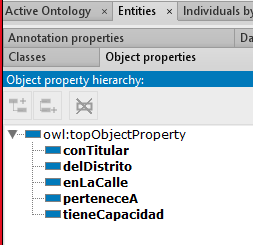 Active Ontology × Entities × Individuals by
Annotation properties Da
Classes Object properties
Object property hierarchy:
owl:topObjectProperty
conTitular
delDistrito
enLaCalle
perteneceA
tieneCapacidad